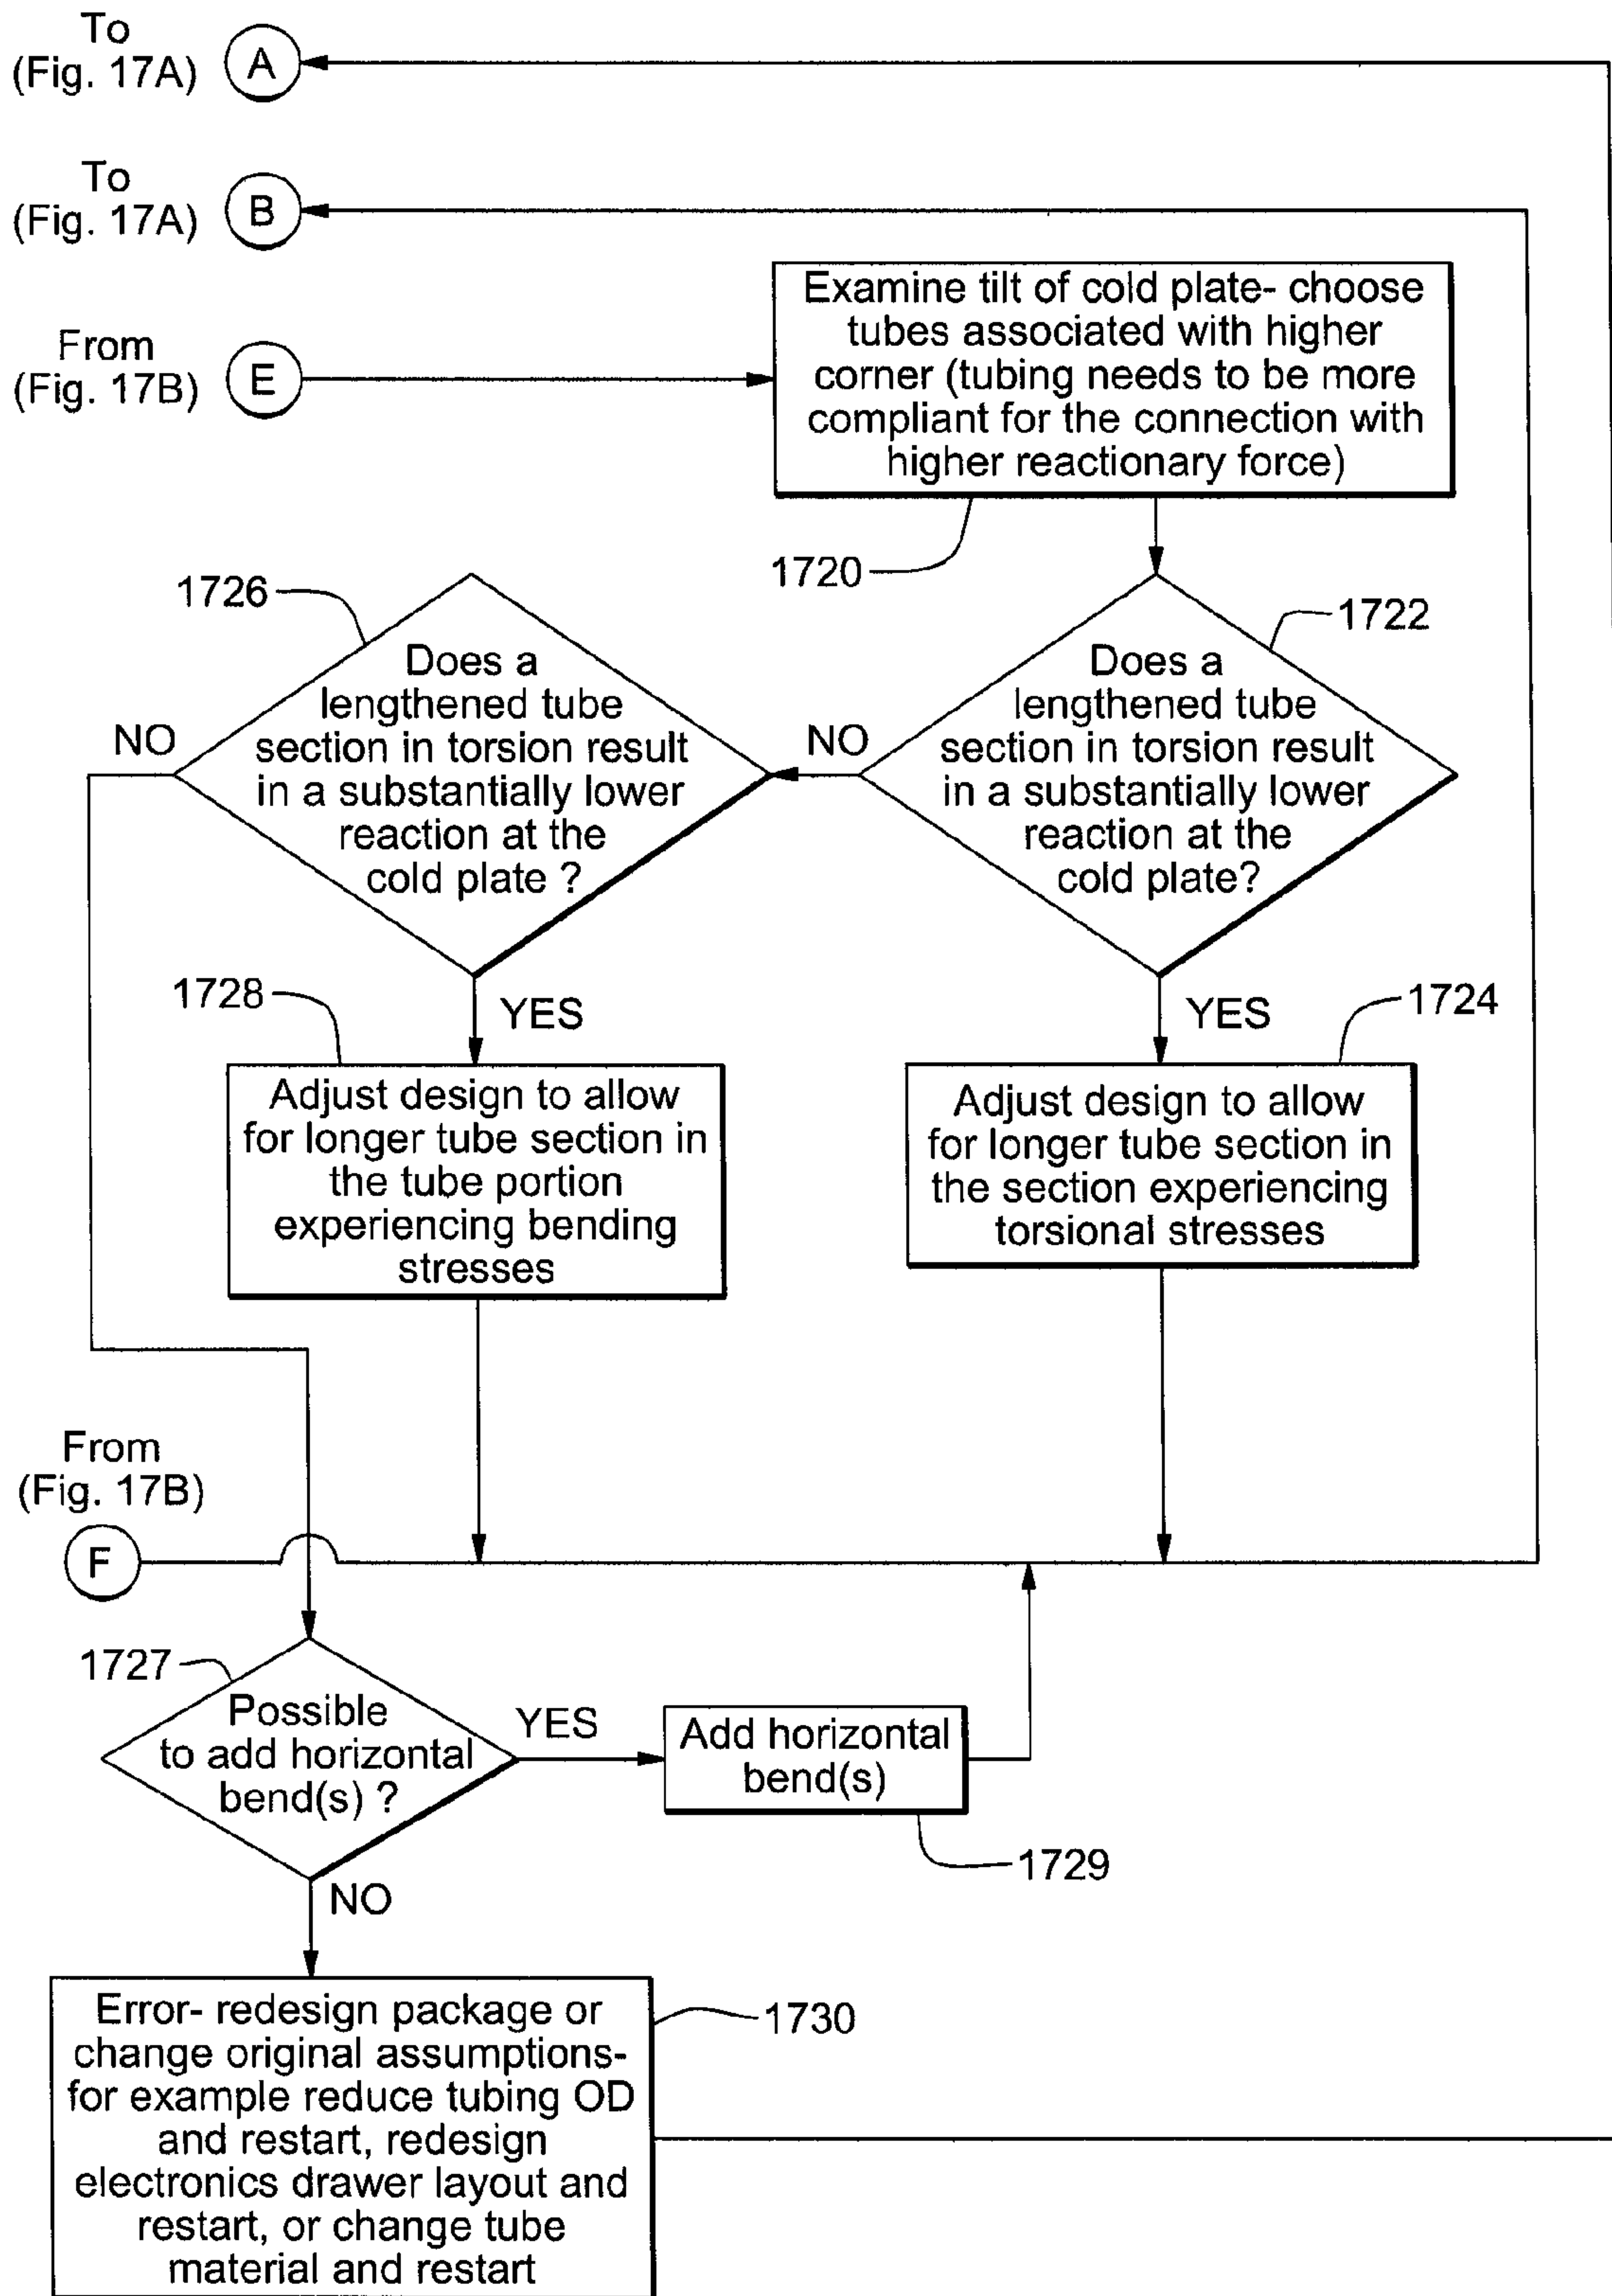 To
(Fig. 17A)
A
To
(Fig. 17A)
B
From
(Fig. 17B)
E
Examine tilt of cold plate- choose
tubes associated with higher
corner (tubing needs to be more
compliant for the connection with
higher reactionary force)
1720
1726
1722
Does a
lengthened tube
section in torsion result
in a substantially lower
reaction at the
cold plate ?
NO
NO
Does a
lengthened tube
section in torsion result
in a substantially lower
reaction at the
cold plate?
1728
YES
YES
1724
Adjust design to allow
for longer tube section in
the tube portion
experiencing bending
stresses
Adjust design to allow
for longer tube section in
the section experiencing
torsional stresses
From
(Fig. 17B)
F
1727
Possible
to add horizontal
bend(s) ?
YES
Add horizontal
bend(s)
1729
NO
Error- redesign package or
change original assumptions-
for example reduce tubing OD
and restart, redesign
electronics drawer layout and
restart, or change tube
material and restart
1730